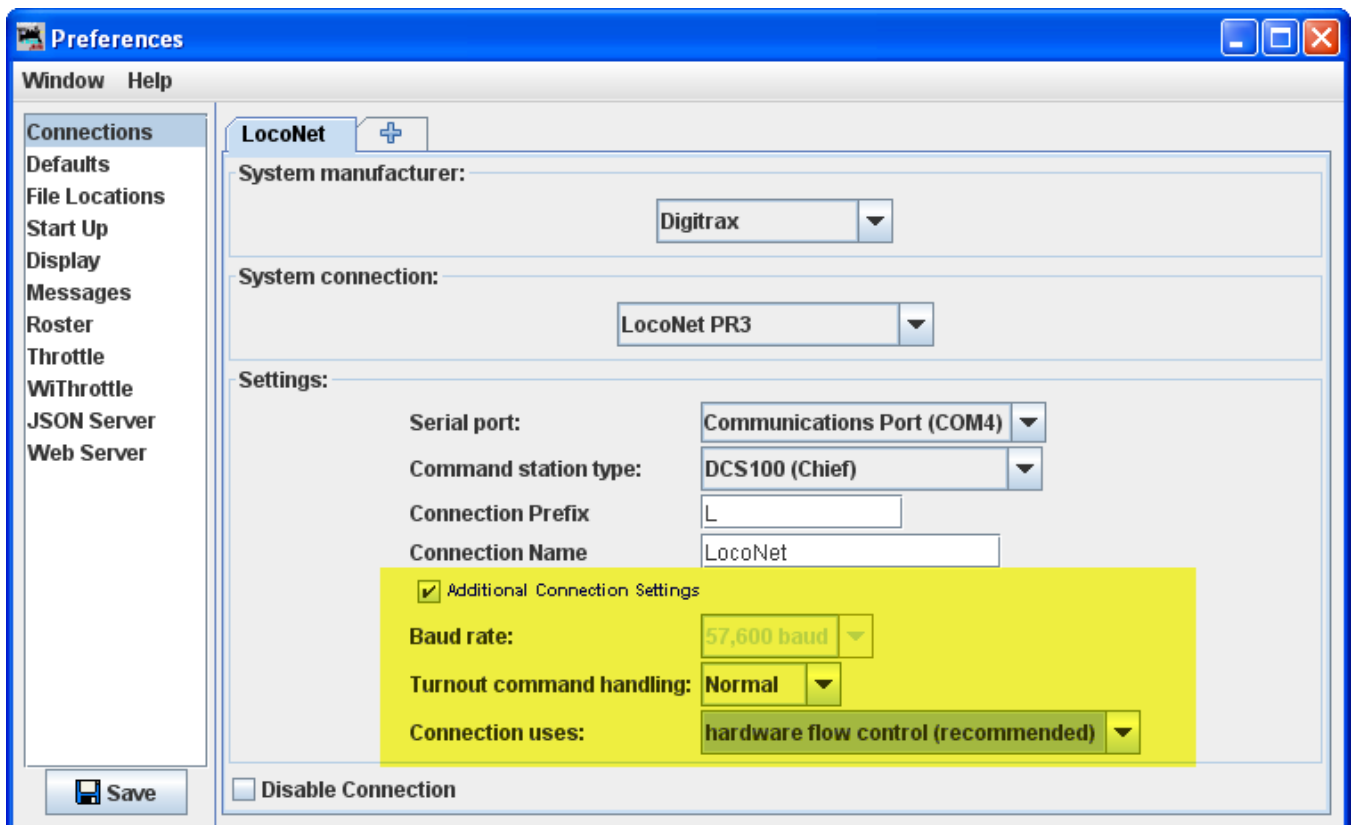 Preferences
Window Help
Connections
Defaults
File Locations
Start Up
Display
Messages
Roster
Throttle
WiThrottle
JSON Server
Web Server
Save
LocoNet
System manufacturer:
Digitrax
System connection:
LocoNet PR3
Settings:
Serial port: Communications Port (COM4)
Command station type: DCS100 (Chief)
Connection Prefix L
Connection Name LocoNet
Additional Connection Settings
Baud rate: 57,600 baud
Turnout command handling: Normal
Connection uses: hardware flow control (recommended)
Disable Connection